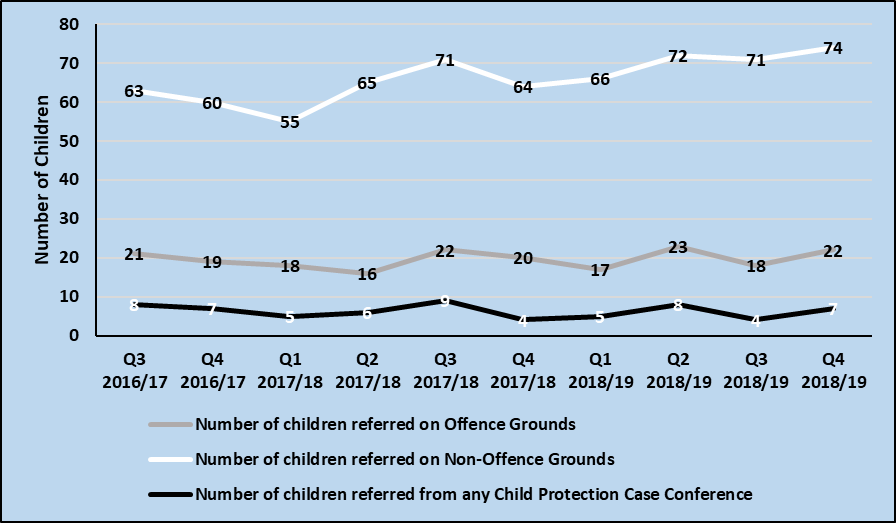 80
70
60
50
40
30
20
10
0
Number of Children
63 60 55 65 71 64 66 72 71 74
21 19 18 16 22 20 17 23 18 22
8 7 5 6 9 4 5 8 4 7
Q3 Q4 Q1 Q2 Q3 Q4 Q1 Q2 Q3 Q4
2016/17 2016/17 2017/18 2017/18 2017/18 2017/18 2018/19 2018/19 2018/19 2018/19
Number of children referred on Offence Grounds
Number of children referred on Non-Offence Grounds
Number of children referred from any Child Protection Case Conference